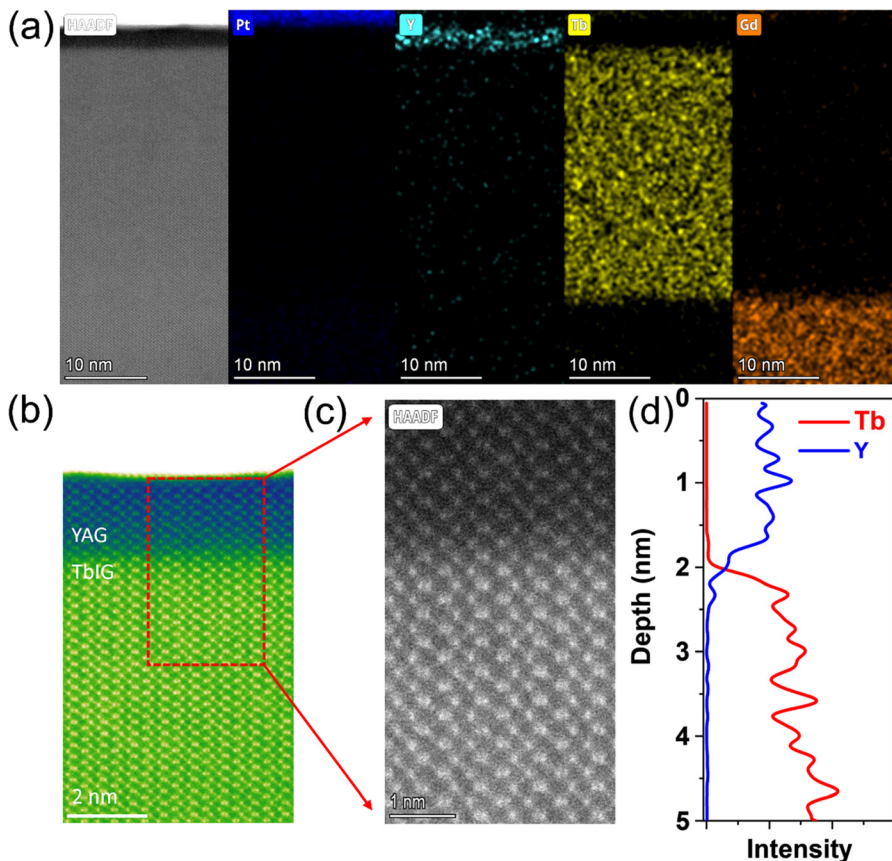 (a)
HAADF
Pt
Y
Tb
Gd
10 nm
10 nm
10 nm
10 nm
10 nm
(b)
(c)
(d)
YAG
TbIG
2 nm
HAADF
1 nm
Tb
Y
0
1
2
3
4
5
Depth (nm)
Intensity